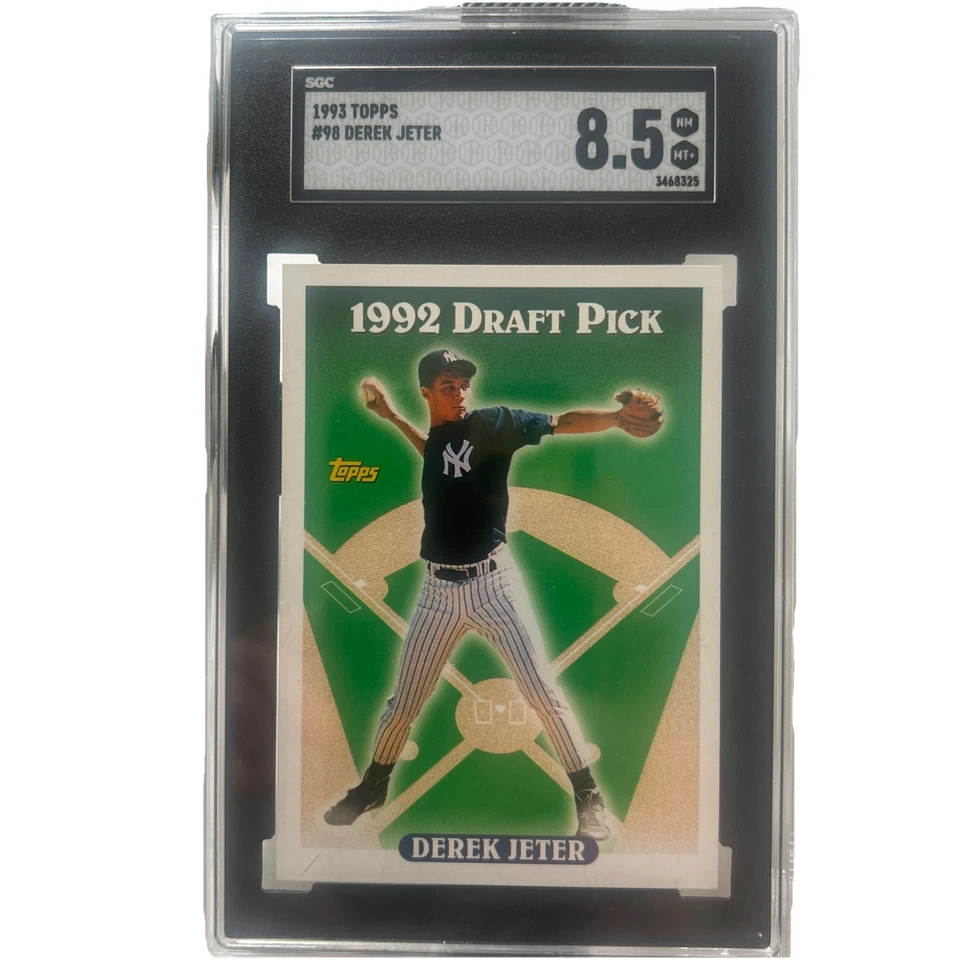 SGC
1993 TOPPS
#98 DEREK JETER
8.5
NM
MT+
3468325
1992 DRAFT PICK
NY
topps
NY
DEREK JETER